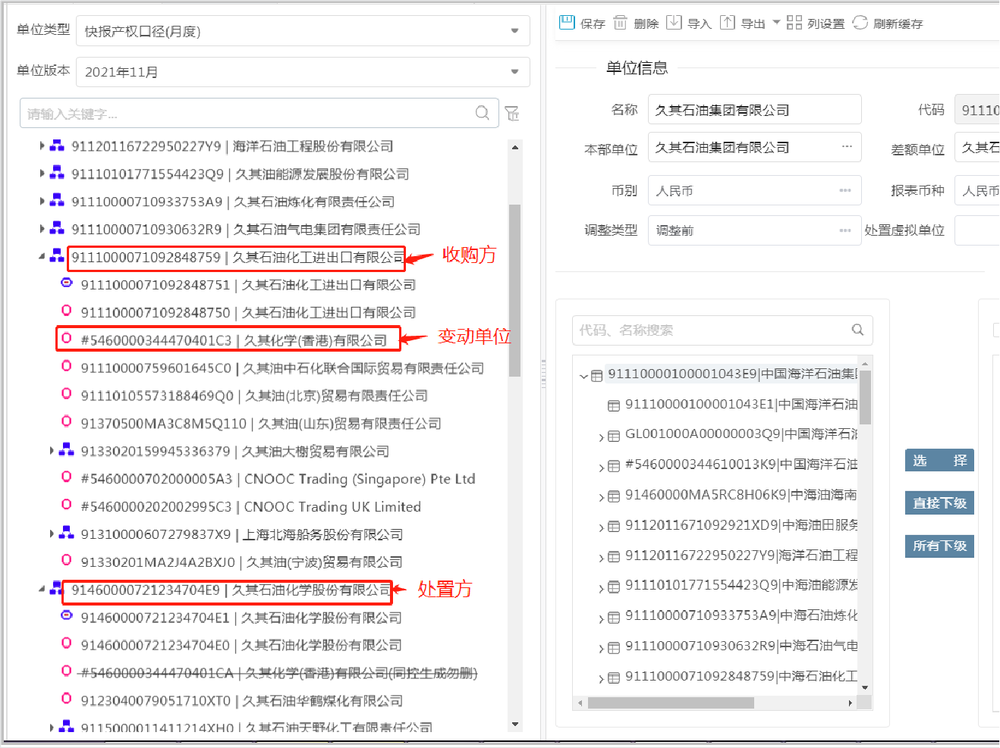 单位类型 快报产权口径(月度)
单位版本 2021年11月
请输入关键字...
91120116722950227Y9 | 海洋石油工程股份有限公司
91110101771554423Q9 | 久其油能源发展股份有限公司
91110000710933753A9 | 久其石油炼化有限责任公司
91110000710930632R9 | 久其石油气电集团有限责任公司
9111000071092848759 | 久其石油化工进出口有限公司
收购方
9111000071092848751 | 久其石油化工进出口有限公司
9111000071092848750 | 久其石油化工进出口有限公司
#5460000344470401C3 | 久其化学(香港)有限公司
变动单位
91110000759601645C0 | 久其油中石化联合国际贸易有限责任公司
91110105573188469Q0 | 久其油(北京)贸易有限责任公司
91370500MA3C8M5Q110 | 久其油(山东)贸易有限责任公司
9133020159945336379 | 久其油大榭贸易有限公司
#5460000702000005A3 | CNOOC Trading (Singapore) Pte Ltd
#5460000202002995C3 | CNOOC Trading UK Limited
91310000607279837X9 | 上海北海船务股份有限公司
91330201MA2J4A2BXJ0 | 久其油(宁波)贸易有限公司
91460000721234704E9 | 久其石油化学股份有限公司
处置方
91460000721234704E1 | 久其石油化学股份有限公司
91460000721234704E0 | 久其石油化学股份有限公司
#5460000344470401CA | 久其化学(香港)有限公司(同控生成勿删)
91230400790517​10XT0 | 久其石油华鹤煤化有限公司
9115000011411214XH0 | 久其石油天野化工有限责任公司
保存 删除 导入 导出 列设置 刷新缓存
单位信息
名称 久其石油集团有限公司 代码 91110
本部单位 久其石油集团有限公司 ... 差额单位 久其石
币别 人民币 ... 报表币种 人民币
调整类型 调整前 ... 处置虚拟单位
代码、名称搜索
91110000100001043E9|中国海洋石油集
91110000100001043E1|中国海洋石油
GL001000A00000003Q9|中国海洋石
#5460000344610013K9|中国海洋石油
91460000MA5RC8H06K9|中海油海南
9112011671092921XD9|中海油田服务
91120116722950227Y9|海洋石油工程
91110101771554423Q9|中海油能源发
91110000710933753A9|中海石油炼化
91110000710930632R9|中海石油气电
9111000071092848759|中海石油化工
选 择
直接下级
所有下级